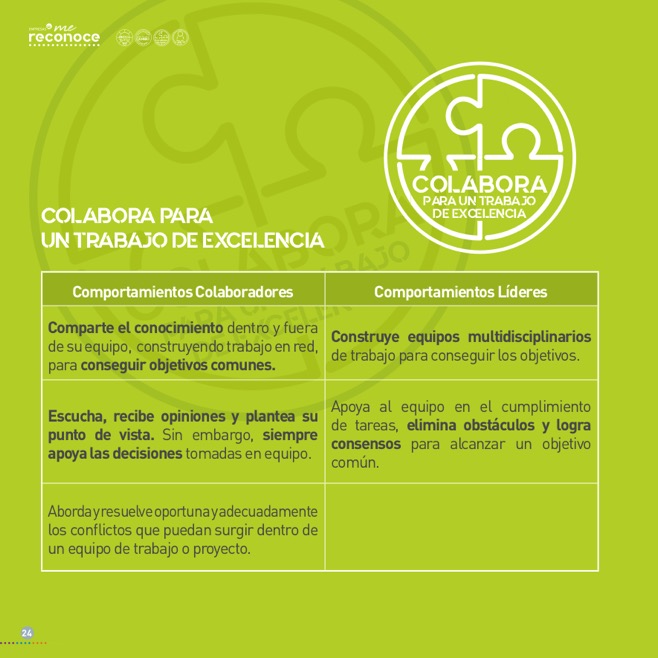 me
reconoce
COLABORA
PARA UN TRABAJO
DE EXCELENCIA
COLABORA PARA
UN TRABAJO DE EXCELENCIA
Comportamientos Colaboradores
Comportamientos Líderes
Comparte el conocimiento dentro y fuera
de su equipo, construyendo trabajo en red,
para conseguir objetivos comunes.
Construye equipos multidisciplinarios
de trabajo para conseguir los objetivos.
Escucha, recibe opiniones y plantea su
punto de vista. Sin embargo, siempre
apoya las decisiones tomadas en equipo.
Apoya al equipo en el cumplimiento
de tareas, elimina obstáculos y logra
consensos para alcanzar un objetivo
común.
Aborda y resuelve oportuna y adecuadamente
los conflictos que puedan surgir dentro de
un equipo de trabajo o proyecto.
24